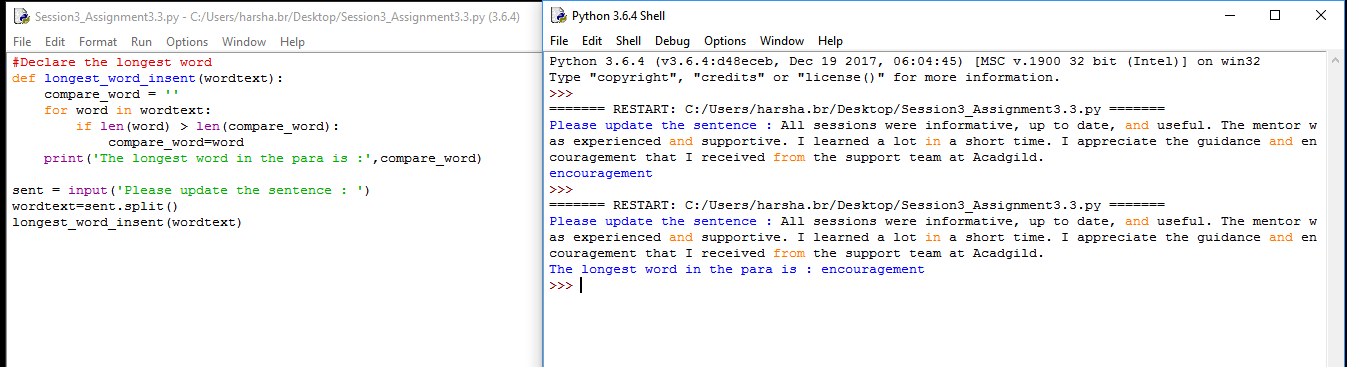 Session3_Assignment3.3.py - C:/Users/harsha.br/Desktop/Session3_Assignment3.3.py (3.6.4)
File Edit Format Run Options Window Help
#Declare the longest word
def longest_word_insent(wordtext):
    compare_word = ''
    for word in wordtext:
        if len(word) > len(compare_word):
            compare_word=word
    print('The longest word in the para is :',compare_word)

sent = input('Please update the sentence : ')
wordtext=sent.split()
longest_word_insent(wordtext)
Python 3.6.4 Shell
File Edit Shell Debug Options Window Help
Python 3.6.4 (v3.6.4:d48eceb, Dec 19 2017, 06:04:45) [MSC v.1900 32 bit (Intel)] on win32
Type "copyright", "credits" or "license()" for more information.
>>>
======= RESTART: C:/Users/harsha.br/Desktop/Session3_Assignment3.3.py =======
Please update the sentence : All sessions were informative, up to date, and useful. The mentor w
as experienced and supportive. I learned a lot in a short time. I appreciate the guidance and en
couragement that I received from the support team at Acadgild.
encouragement
>>>
======= RESTART: C:/Users/harsha.br/Desktop/Session3_Assignment3.3.py =======
Please update the sentence : All sessions were informative, up to date, and useful. The mentor w
as experienced and supportive. I learned a lot in a short time. I appreciate the guidance and en
couragement that I received from the support team at Acadgild.
The longest word in the para is : encouragement
>>>